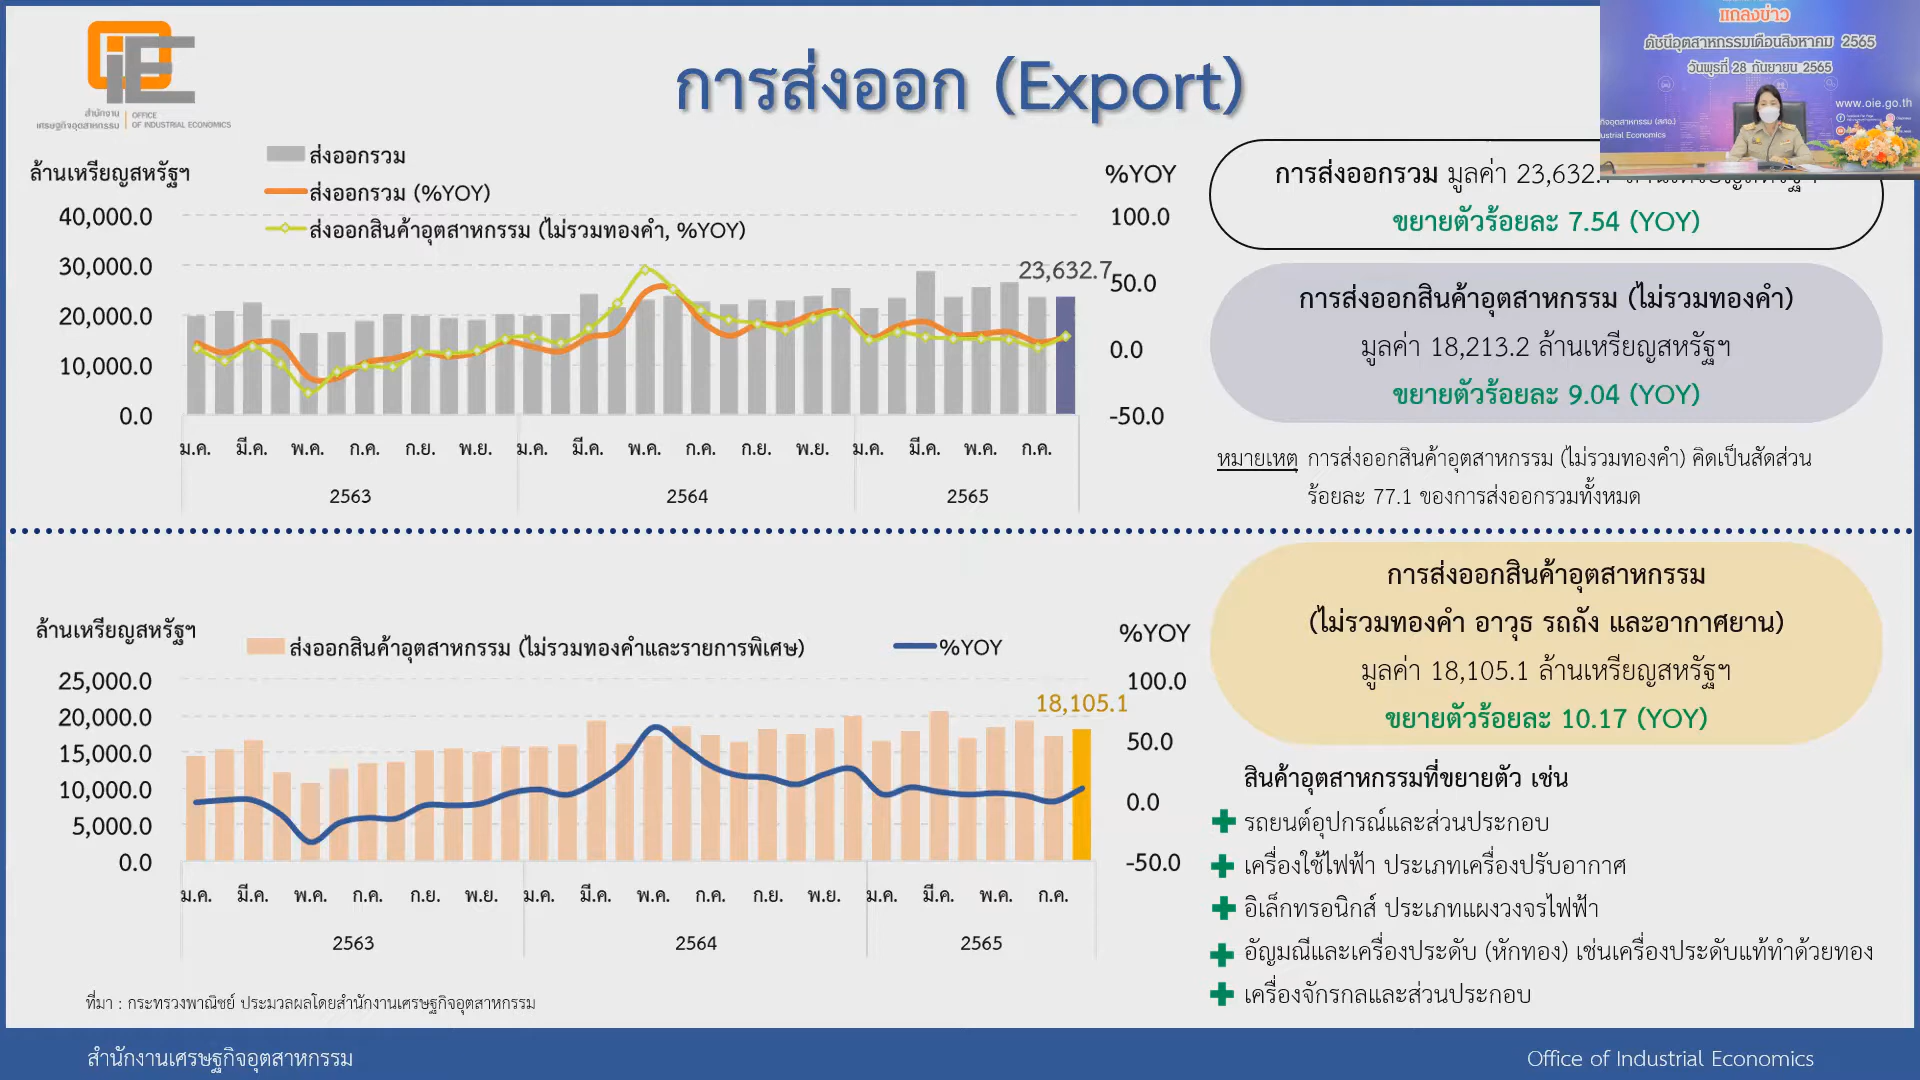 สำนักงาน
เศรษฐกิจอุตสาหกรรม
OFFICE
OF INDUSTRIAL ECONOMICS
การส่งออก (Export)
แถลงข่าว
ดัชนีอุตสาหกรรมเดือนสิงหาคม 2565
วันพุธที่ 28 กันยายน 2565
www.oie.go.th
ล้านเหรียญสหรัฐฯ
ส่งออกรวม
ส่งออกรวม (%YOY)
ส่งออกสินค้าอุตสาหกรรม (ไม่รวมทองคำ, %YOY)
%YOY
40,000.0
30,000.0
20,000.0
10,000.0
0.0
23,632.7
100.0
50.0
0.0
-50.0
ม.ค. มี.ค. พ.ค. ก.ค. ก.ย. พ.ย. ม.ค. มี.ค. พ.ค. ก.ค. ก.ย. พ.ย. ม.ค. มี.ค. พ.ค. ก.ค.
2563 2564 2565
การส่งออกรวม มูลค่า 23,632.
ขยายตัวร้อยละ 7.54 (YOY)
การส่งออกสินค้าอุตสาหกรรม (ไม่รวมทองคำ)
มูลค่า 18,213.2 ล้านเหรียญสหรัฐฯ
ขยายตัวร้อยละ 9.04 (YOY)
หมายเหตุ การส่งออกสินค้าอุตสาหกรรม (ไม่รวมทองคำ) คิดเป็นสัดส่วน
ร้อยละ 77.1 ของการส่งออกรวมทั้งหมด
ล้านเหรียญสหรัฐฯ
ส่งออกสินค้าอุตสาหกรรม (ไม่รวมทองคำและรายการพิเศษ)
%YOY
%YOY
25,000.0
20,000.0
15,000.0
10,000.0
5,000.0
0.0
18,105.1
100.0
50.0
0.0
-50.0
ม.ค. มี.ค. พ.ค. ก.ค. ก.ย. พ.ย. ม.ค. มี.ค. พ.ค. ก.ค. ก.ย. พ.ย. ม.ค. มี.ค. พ.ค. ก.ค.
2563 2564 2565
การส่งออกสินค้าอุตสาหกรรม
(ไม่รวมทองคำ อาวุธ รถถัง และอากาศยาน)
มูลค่า 18,105.1 ล้านเหรียญสหรัฐฯ
ขยายตัวร้อยละ 10.17 (YOY)
สินค้าอุตสาหกรรมที่ขยายตัว เช่น
รถยนต์อุปกรณ์และส่วนประกอบ
เครื่องใช้ไฟฟ้า ประเภทเครื่องปรับอากาศ
อิเล็กทรอนิกส์ ประเภทแผงวงจรไฟฟ้า
อัญมณีและเครื่องประดับ (หักทอง) เช่นเครื่องประดับแท้ทำด้วยทอง
เครื่องจักรกลและส่วนประกอบ
ที่มา : กระทรวงพาณิชย์ ประมวลผลโดยสำนักงานเศรษฐกิจอุตสาหกรรม
สำนักงานเศรษฐกิจอุตสาหกรรม
Office of Industrial Economics